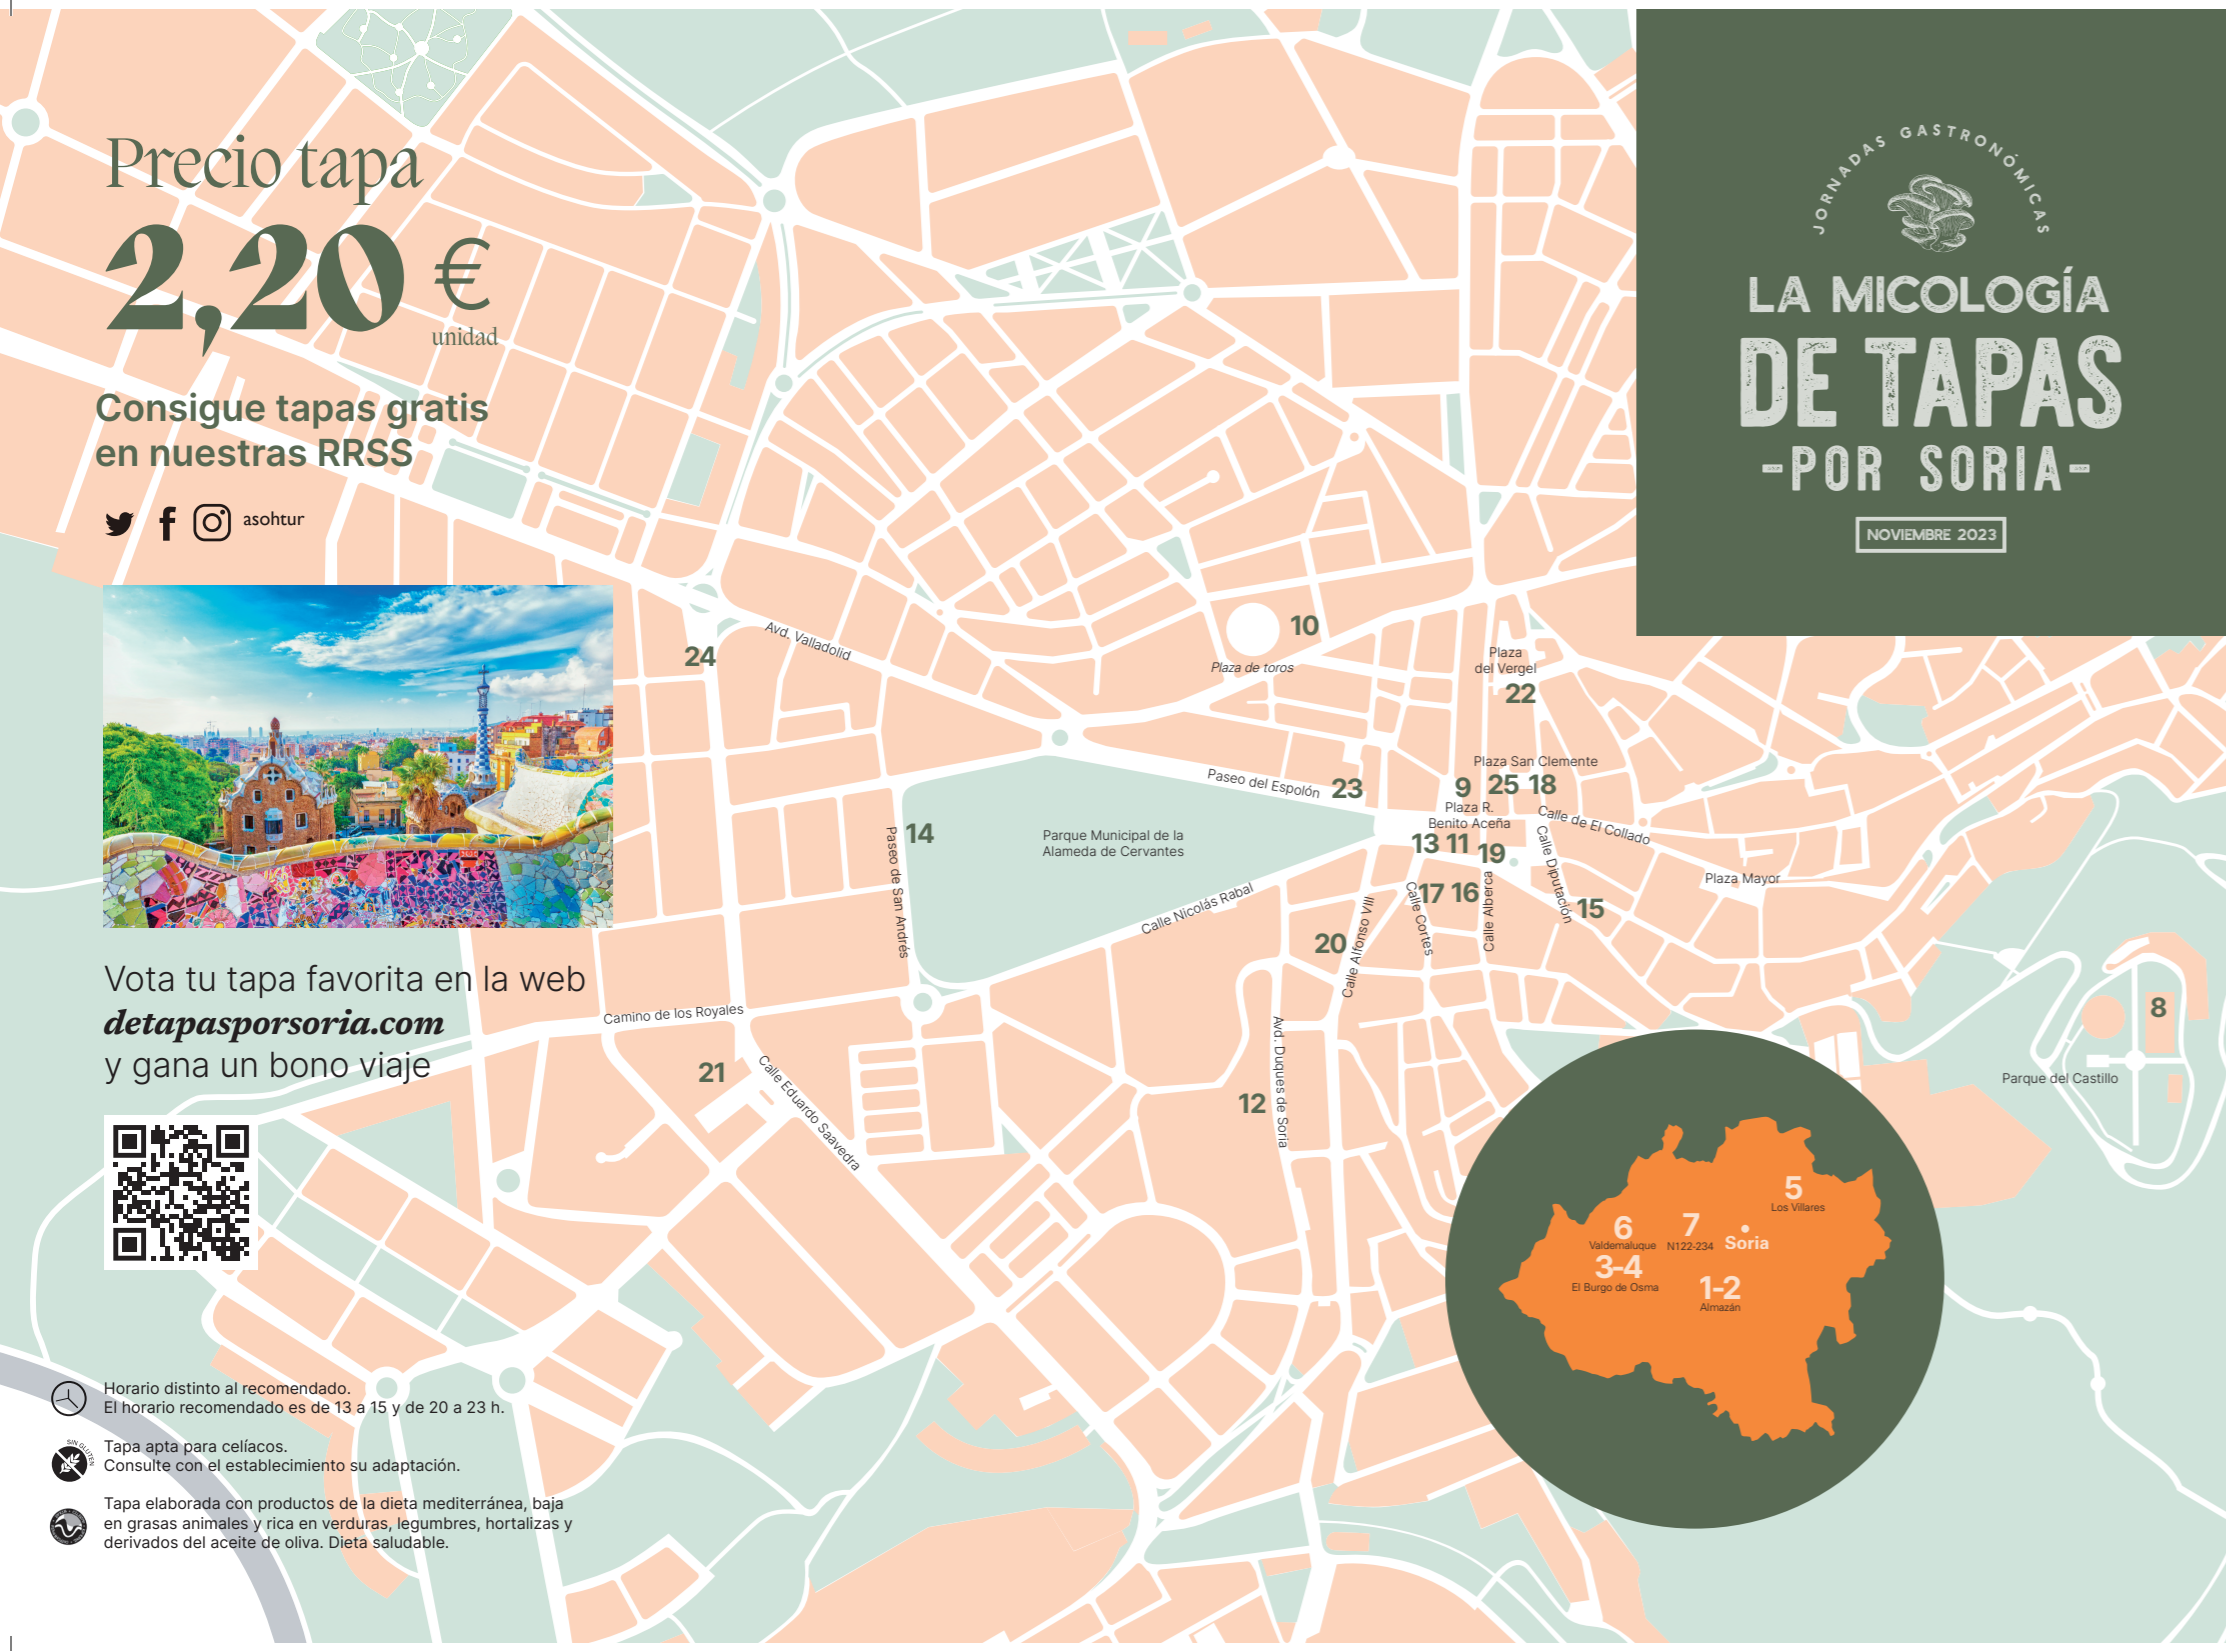 Precio tapa
2,20 €
unidad
Consigue tapas gratis
en nuestras RRSS
asohtur
Vota tu tapa favorita en la web
detapasporsoria.com
y gana un bono viaje
Horario distinto al recomendado.
El horario recomendado es de 13 a 15 y de 20 a 23 h.
SIN GLUTEN
Tapa apta para celíacos.
Consulte con el establecimiento su adaptación.
Tapa elaborada con productos de la dieta mediterránea, baja
en grasas animales y rica en verduras, legumbres, hortalizas y
derivados del aceite de oliva. Dieta saludable.
JORNADAS GASTRONÓMICAS
LA MICOLOGÍA
DE TAPAS
-POR SORIA-
NOVIEMBRE 2023
24
Avd. Valladolid
10
Plaza de toros
Plaza
del Vergel
22
Paseo del Espolón
23
Plaza San Clemente
9
25 18
Plaza R.
Benito Aceña
13 11 19
Calle de El Collado
Calle Diputación
Plaza Mayor
14
Paseo de San Andrés
Parque Municipal de la
Alameda de Cervantes
Calle Nicolás Rabal
Calle Alfonso VIII
20
Calle Cortes
17 16
Calle Alberca
15
Camino de los Royales
21
Calle Eduardo Saavedra
12
Avd. Duques de Soria
8
Parque del Castillo
5
Los Villares
6
Valdemaluque
7
N122-234
Soria
3-4
El Burgo de Osma
1-2
Almazán